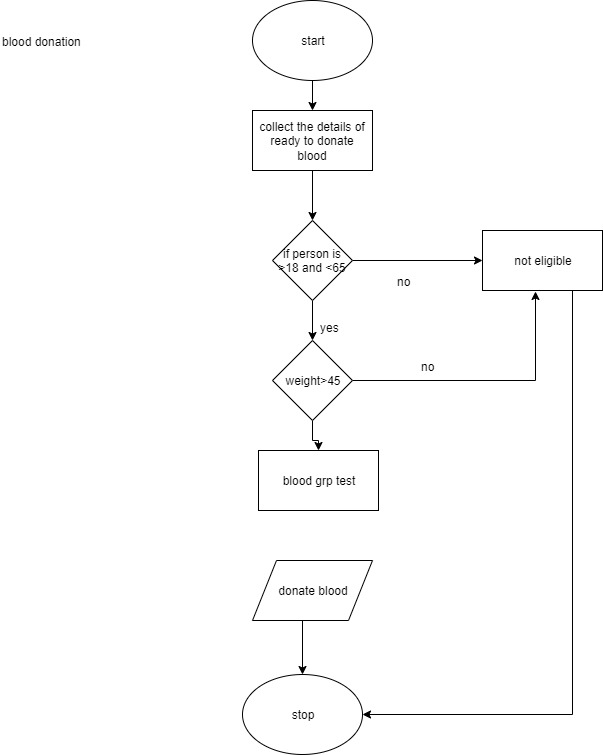 start
blood donation
collect the details of
ready to donate
blood
if person is
>18 and <65
not eligible
no
yes
weight>45
no
blood grp test
donate blood
stop